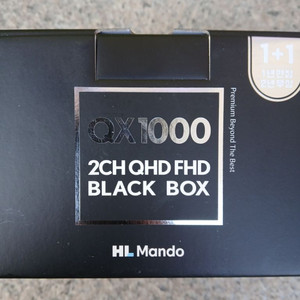 1+1
QX1000
2CH QHD FHD
BLACK BOX
Premium Beyond The Best
HL Mando